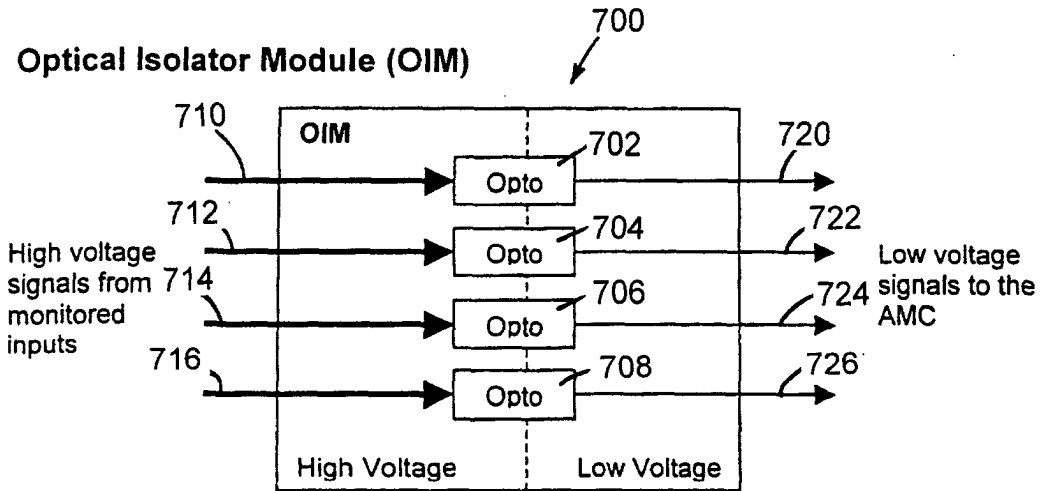 700
Optical Isolator Module (OIM)
710
OIM
702
720
Opto
712
704
722
High voltage
signals from
monitored
inputs
Opto
Low voltage
signals to the
AMC
714
706
724
Opto
716
708
726
Opto
High Voltage
Low Voltage